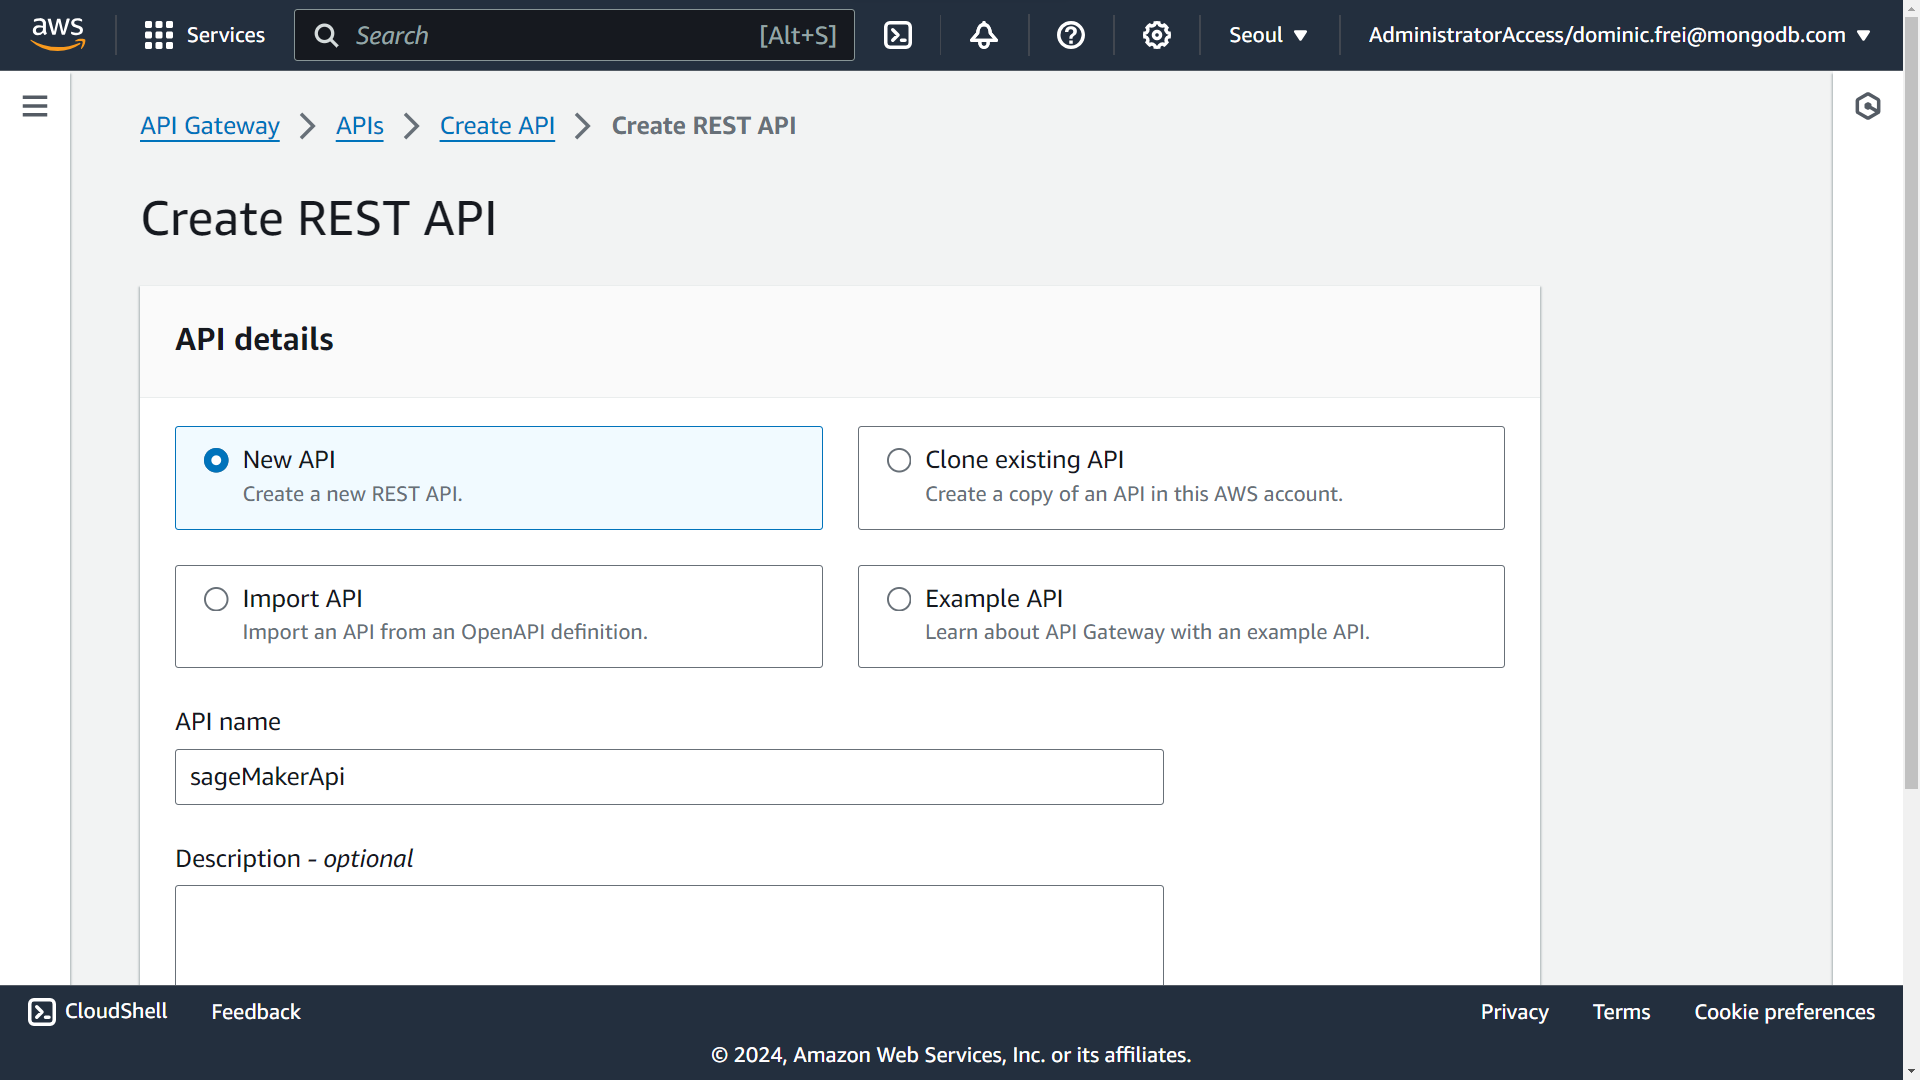 aws
Services
Search
[Alt+S]
Seoul
AdministratorAccess/dominic.frei@mongodb.com
API Gateway
APIs
Create API
Create REST API
Create REST API
API details
New API
Create a new REST API.
Clone existing API
Create a copy of an API in this AWS account.
Import API
Import an API from an OpenAPI definition.
Example API
Learn about API Gateway with an example API.
API name
sageMakerApi
Description - optional
CloudShell
Feedback
Privacy
Terms
Cookie preferences
© 2024, Amazon Web Services, Inc. or its affiliates.